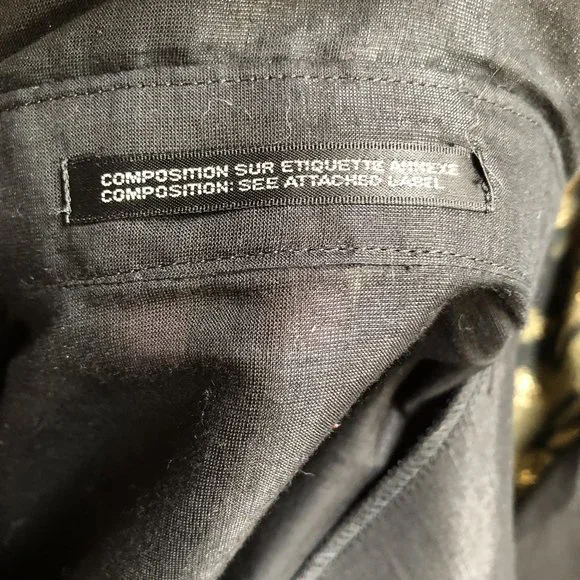 COMPOSITION SUR ETIQUETTE ANNEXE
COMPOSITION: SEE ATTACHED LABEL